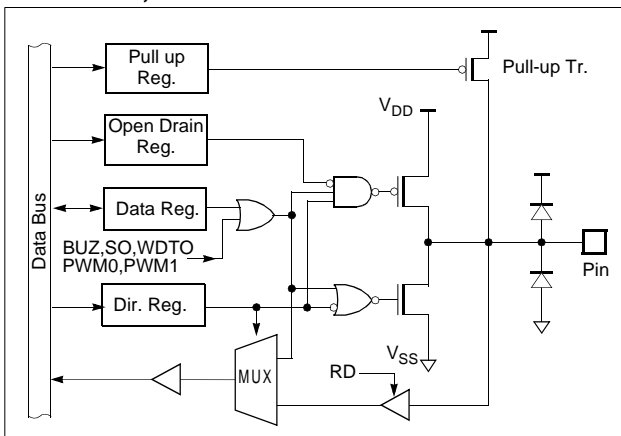 Pull up
Reg.
Pull-up Tr.
VDD
Open Drain
Reg.
Data Bus
Data Reg.
BUZ,SO,WDTO
PWM0,PWM1
Pin
Dir. Reg.
VSS
MUX
RD